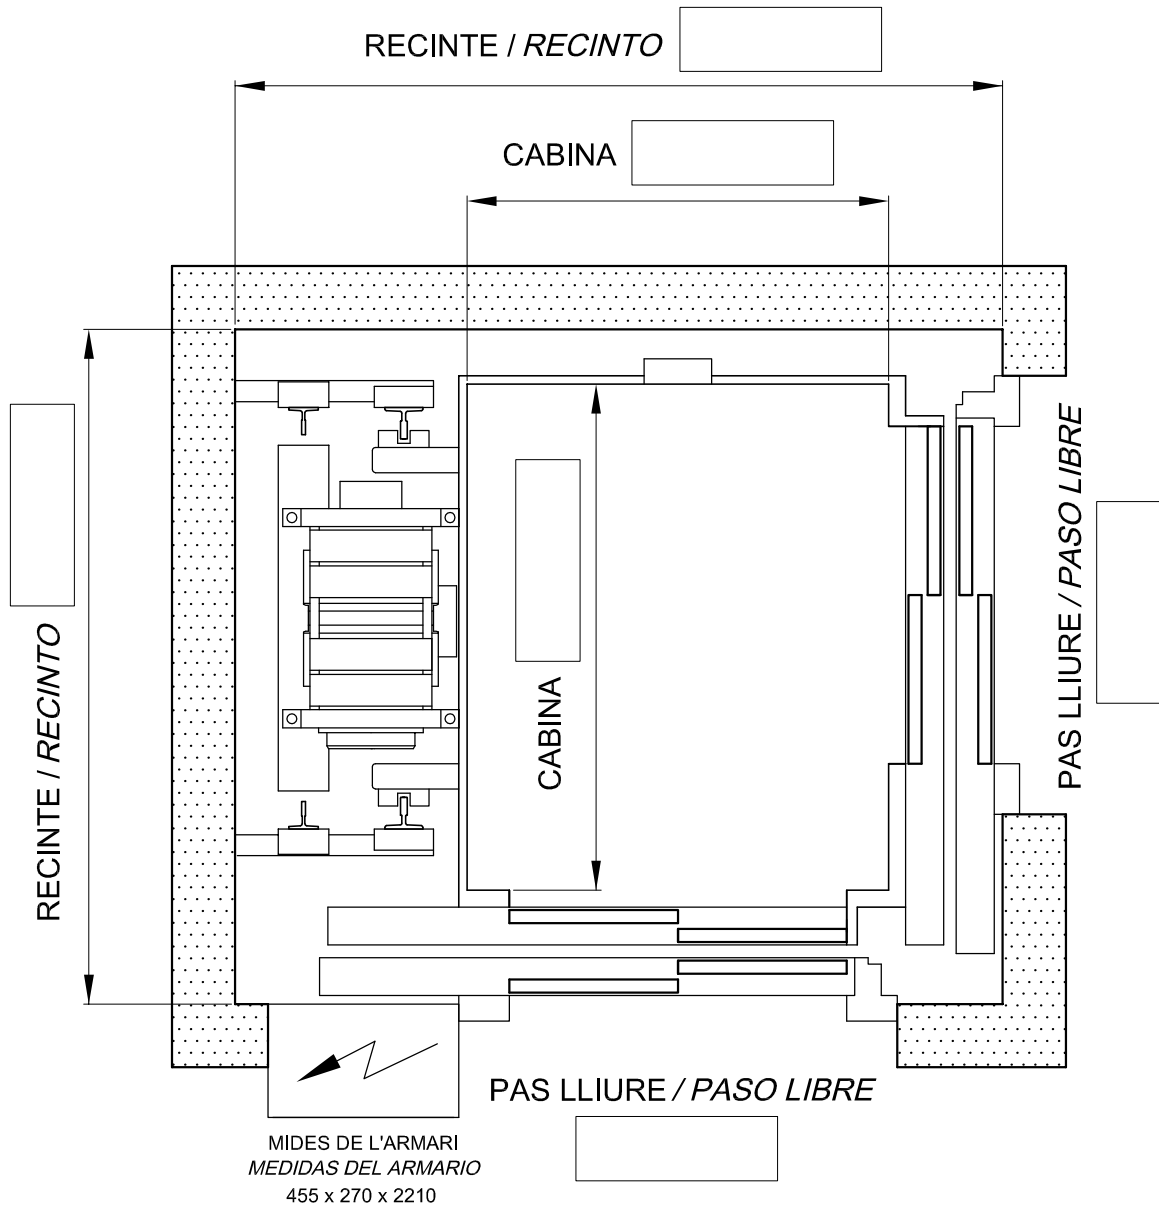 RECINTE / RECINTO
CABINA
RECINTE / RECINTO
CABINA
PAS LLIURE / PASO LIBRE
PAS LLIURE / PASO LIBRE
MIDES DE L'ARMARI
MEDIDAS DEL ARMARIO
455 x 270 x 2210